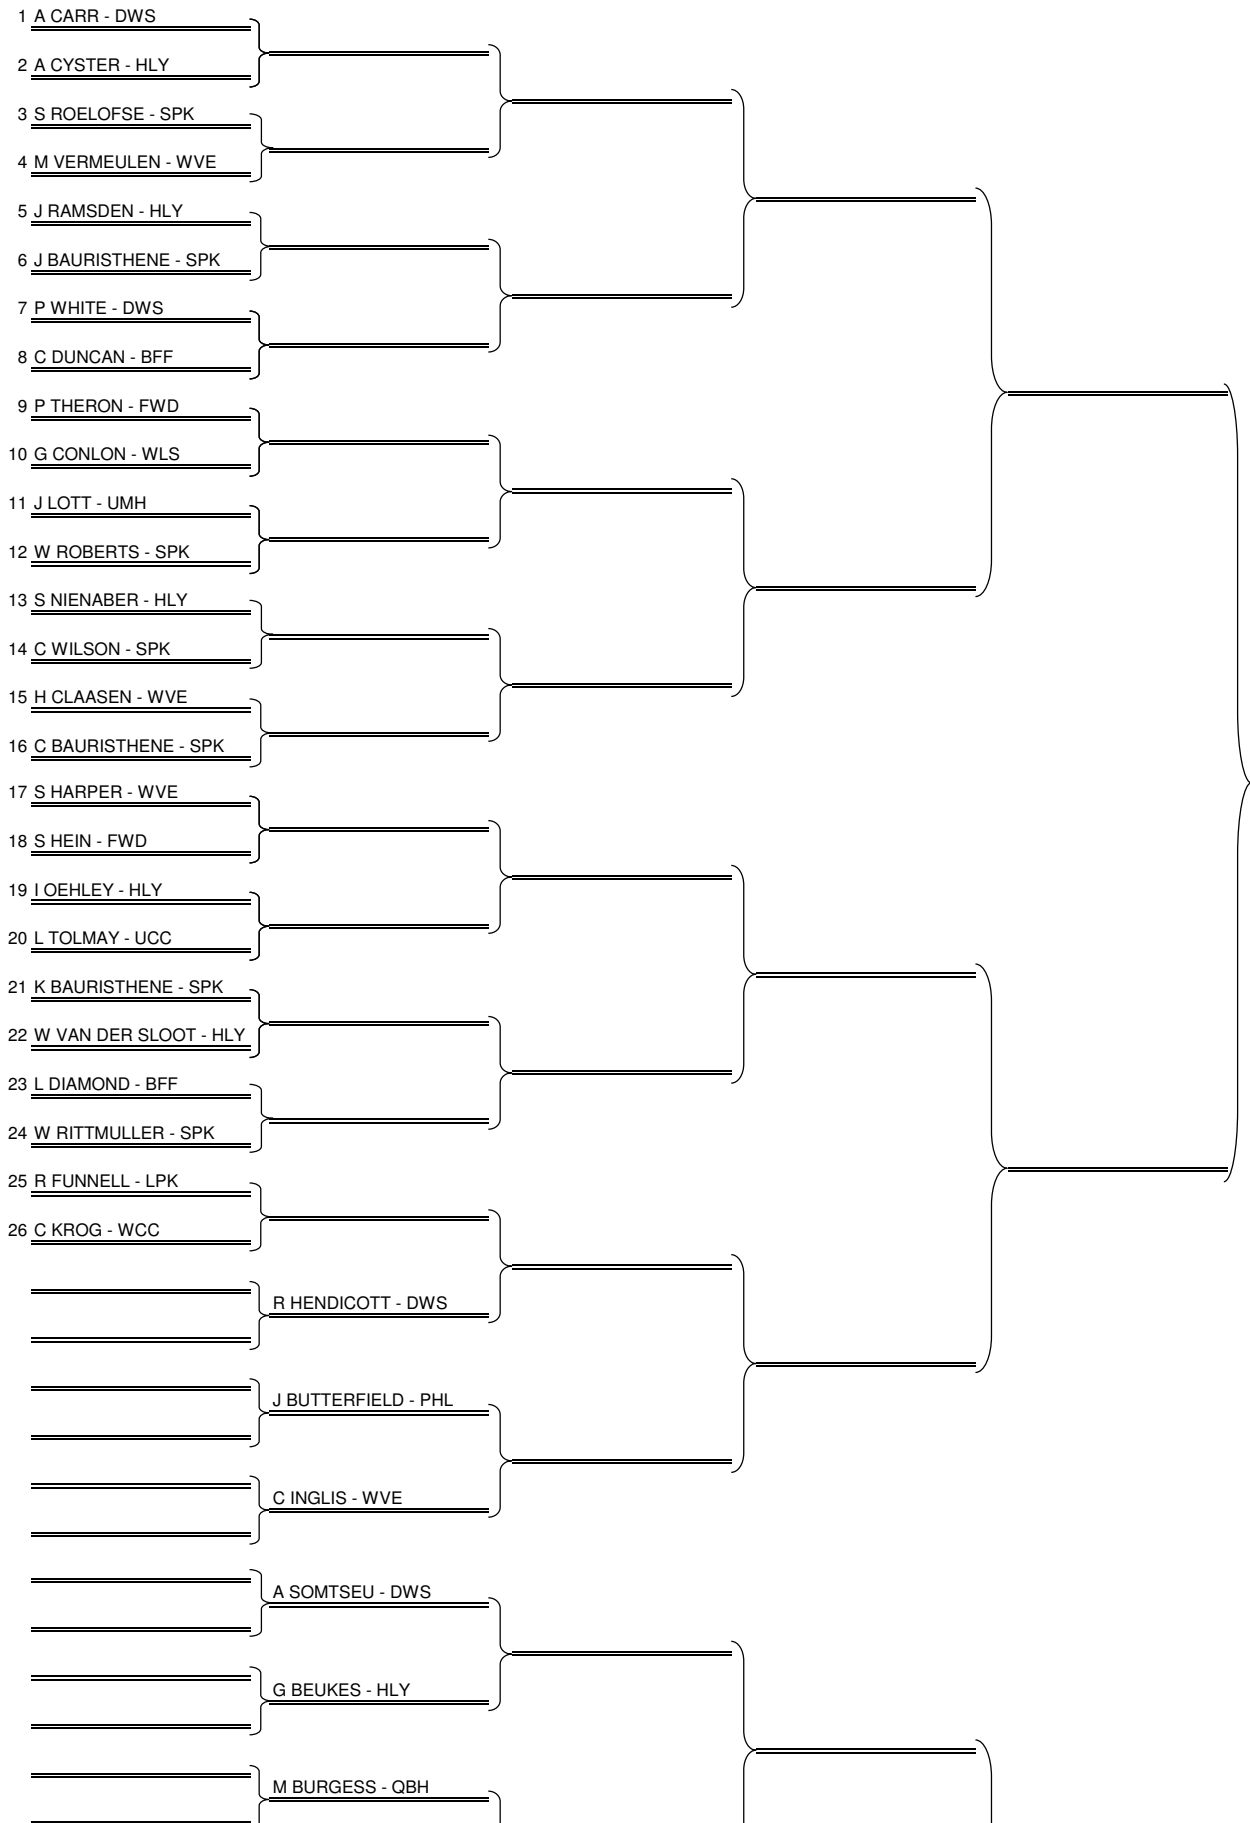 1 A CARR - DWS
2 A CYSTER - HLY
3 S ROELOFSE - SPK
4 M VERMEULEN - WVE
5 J RAMSDEN - HLY
6 J BAURISTHENE - SPK
7 P WHITE - DWS
8 C DUNCAN - BFF
9 P THERON - FWD
10 G CONLON - WLS
11 J LOTT - UMH
12 W ROBERTS - SPK
13 S NIENABER - HLY
14 C WILSON - SPK
15 H CLAASEN - WVE
16 C BAURISTHENE - SPK
17 S HARPER - WVE
18 S HEIN - FWD
19 I OEHLEY - HLY
20 L TOLMAY - UCC
21 K BAURISTHENE - SPK
22 W VAN DER SLOOT - HLY
23 L DIAMOND - BFF
24 W RITTMULLER - SPK
25 R FUNNELL - LPK
26 C KROG - WCC
R HENDICOTT - DWS
J BUTTERFIELD - PHL
C INGLIS - WVE
A SOMTSEU - DWS
G BEUKES - HLY
M BURGESS - QBH